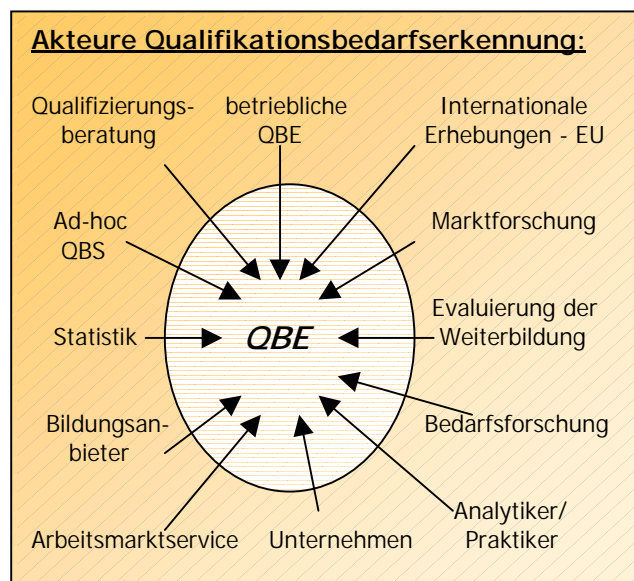 Akteure Qualifikationsbedarfserkennung:
Qualifizierungs-
beratung
betriebliche
QBE
Internationale
Erhebungen - EU
Ad-hoc
QBS
Marktforschung
Statistik
QBE
Evaluierung der
Weiterbildung
Bildungsan-
bieter
Bedarfsforschung
Arbeitsmarktservice
Unternehmen
Analytiker/
Praktiker